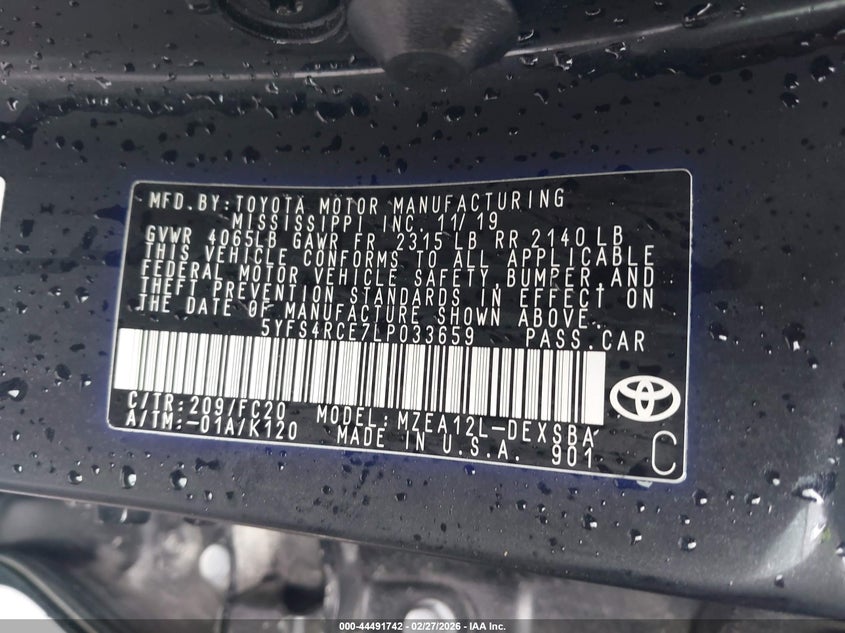 MFD.BY:TOYOTA MOTOR MANUFACTURING
MISSISSIPPI INC. 11/19
GVWR 4065LB GAWR FR 2315 LB RR 2140 LB
THIS VEHICLE CONFORMS TO ALL APPLICABLE
FEDERAL MOTOR VEHICLE SAFETY,BUMPER,AND
THEFT PREVENTION STANDARDS IN EFFECT ON
THE DATE OF MANUFACTURE SHOWN ABOVE.
5YFS4RCE7LP033659 PASS.CAR
C/TR:209/FC20 MODEL:MZEA12L-DEXSBA
A/TM:-01A/K120 MADE IN U.S.A. 901
C
000-44491742 — 02/27/2026 — IAA Inc.